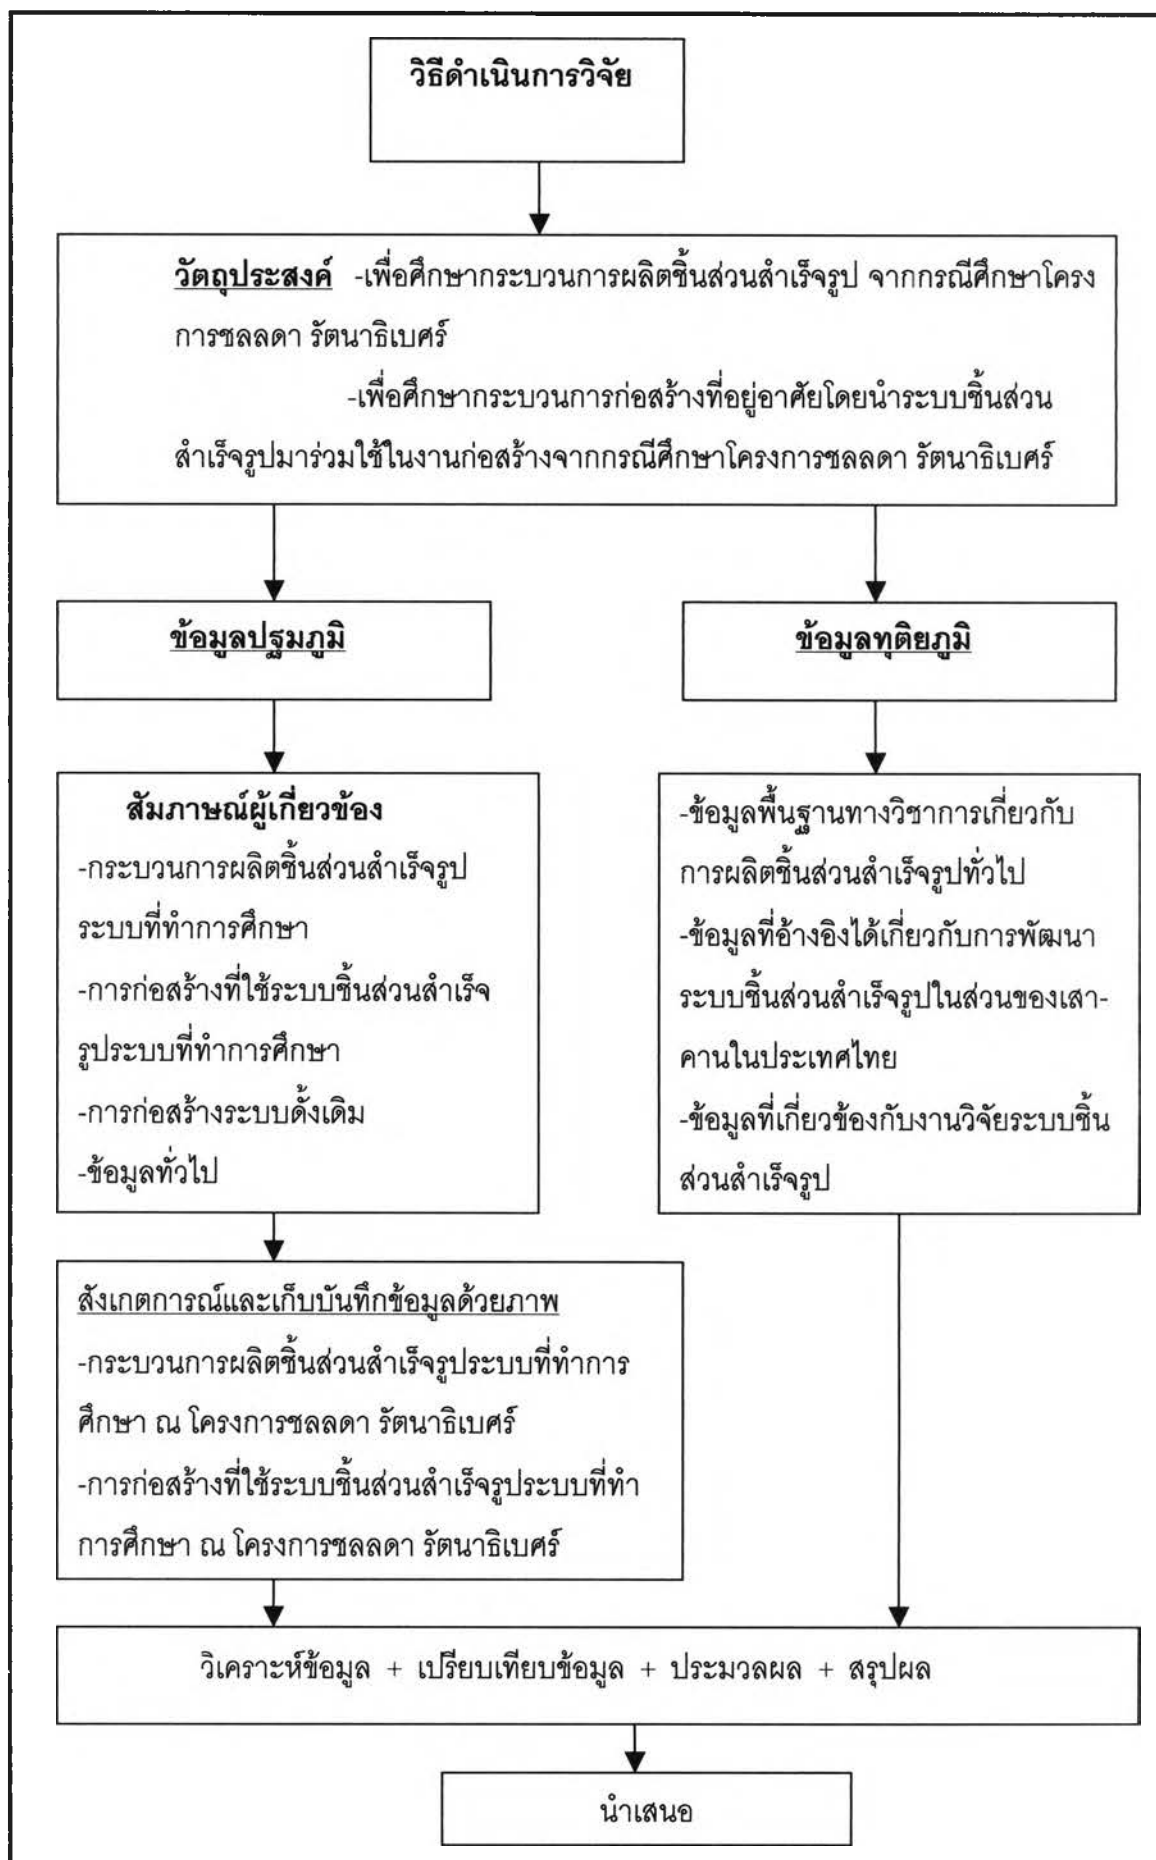 วิธีดำเนินการวิจัย
วัตถุประสงค์ -เพื่อศึกษากระบวนการผลิตชิ้นส่วนสำเร็จรูป จากกรณีศึกษาโครง
การชลลดา รัตนาธิเบศร์
-เพื่อศึกษากระบวนการก่อสร้างที่อยู่อาศัยโดยนำระบบชิ้นส่วน
สำเร็จรูปมาร่วมใช้ในงานก่อสร้างจากกรณีศึกษาโครงการชลลดา รัตนาธิเบศร์
ข้อมูลปฐมภูมิ
ข้อมูลทุติยภูมิ
สัมภาษณ์ผู้เกี่ยวข้อง
-กระบวนการผลิตชิ้นส่วนสำเร็จรูป
ระบบที่ทำการศึกษา
-การก่อสร้างที่ใช้ระบบชิ้นส่วนสำเร็จ
รูประบบที่ทำการศึกษา
-การก่อสร้างระบบดั้งเดิม
-ข้อมูลทั่วไป
-ข้อมูลพื้นฐานทางวิชาการเกี่ยวกับ
การผลิตชิ้นส่วนสำเร็จรูปทั่วไป
-ข้อมูลที่อ้างอิงได้เกี่ยวกับการพัฒนา
ระบบชิ้นส่วนสำเร็จรูปในส่วนของเสา-
คานในประเทศไทย
-ข้อมูลที่เกี่ยวข้องกับงานวิจัยระบบชิ้น
ส่วนสำเร็จรูป
สังเกตการณ์และเก็บบันทึกข้อมูลด้วยภาพ
-กระบวนการผลิตชิ้นส่วนสำเร็จรูประบบที่ทำการ
ศึกษา ณ โครงการชลลดา รัตนาธิเบศร์
-การก่อสร้างที่ใช้ระบบชิ้นส่วนสำเร็จรูประบบที่ทำ
การศึกษา ณ โครงการชลลดา รัตนาธิเบศร์
วิเคราะห์ข้อมูล + เปรียบเทียบข้อมูล + ประมวลผล + สรุปผล
นำเสนอ